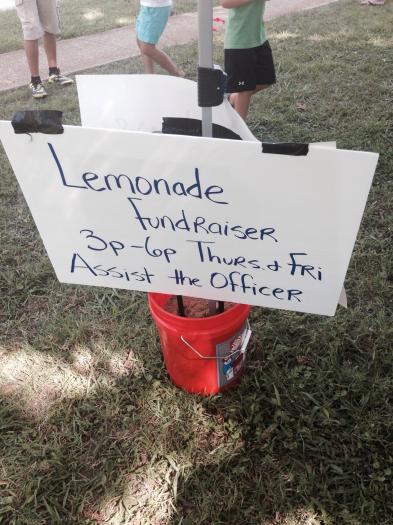 Lemonade
Fundraiser
3p-6p Thurs. & Fri
Assist the Officer